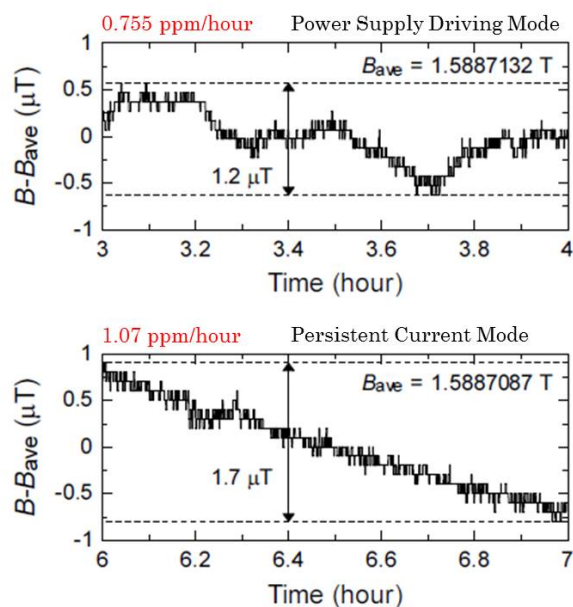 0.755 ppm/hour Power Supply Driving Mode
1
B_ave = 1.5887132 T
0.5
0
1.2 μT
-0.5
-1
B-Bave (μT)
3 3.2 3.4 3.6 3.8 4
Time (hour)
1.07 ppm/hour Persistent Current Mode
1
Bave = 1.5887087 T
0.5
0
1.7 μT
-0.5
-1
B-Bave (μT)
6 6.2 6.4 6.6 6.8 7
Time (hour)